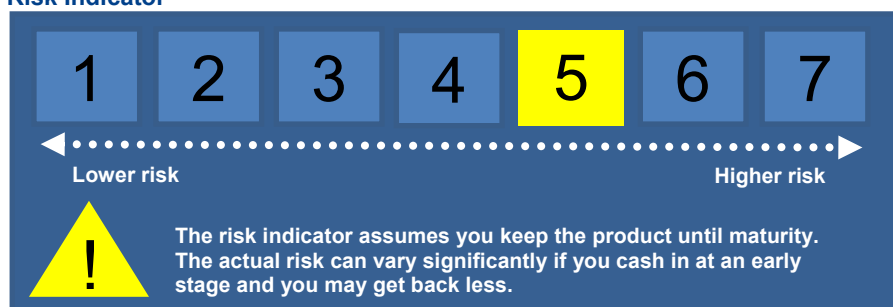 Risk Indicator
1 2 3 4 5 6 7
Lower risk Higher risk
!
The risk indicator assumes you keep the product until maturity.
The actual risk can vary significantly if you cash in at an early
stage and you may get back less.